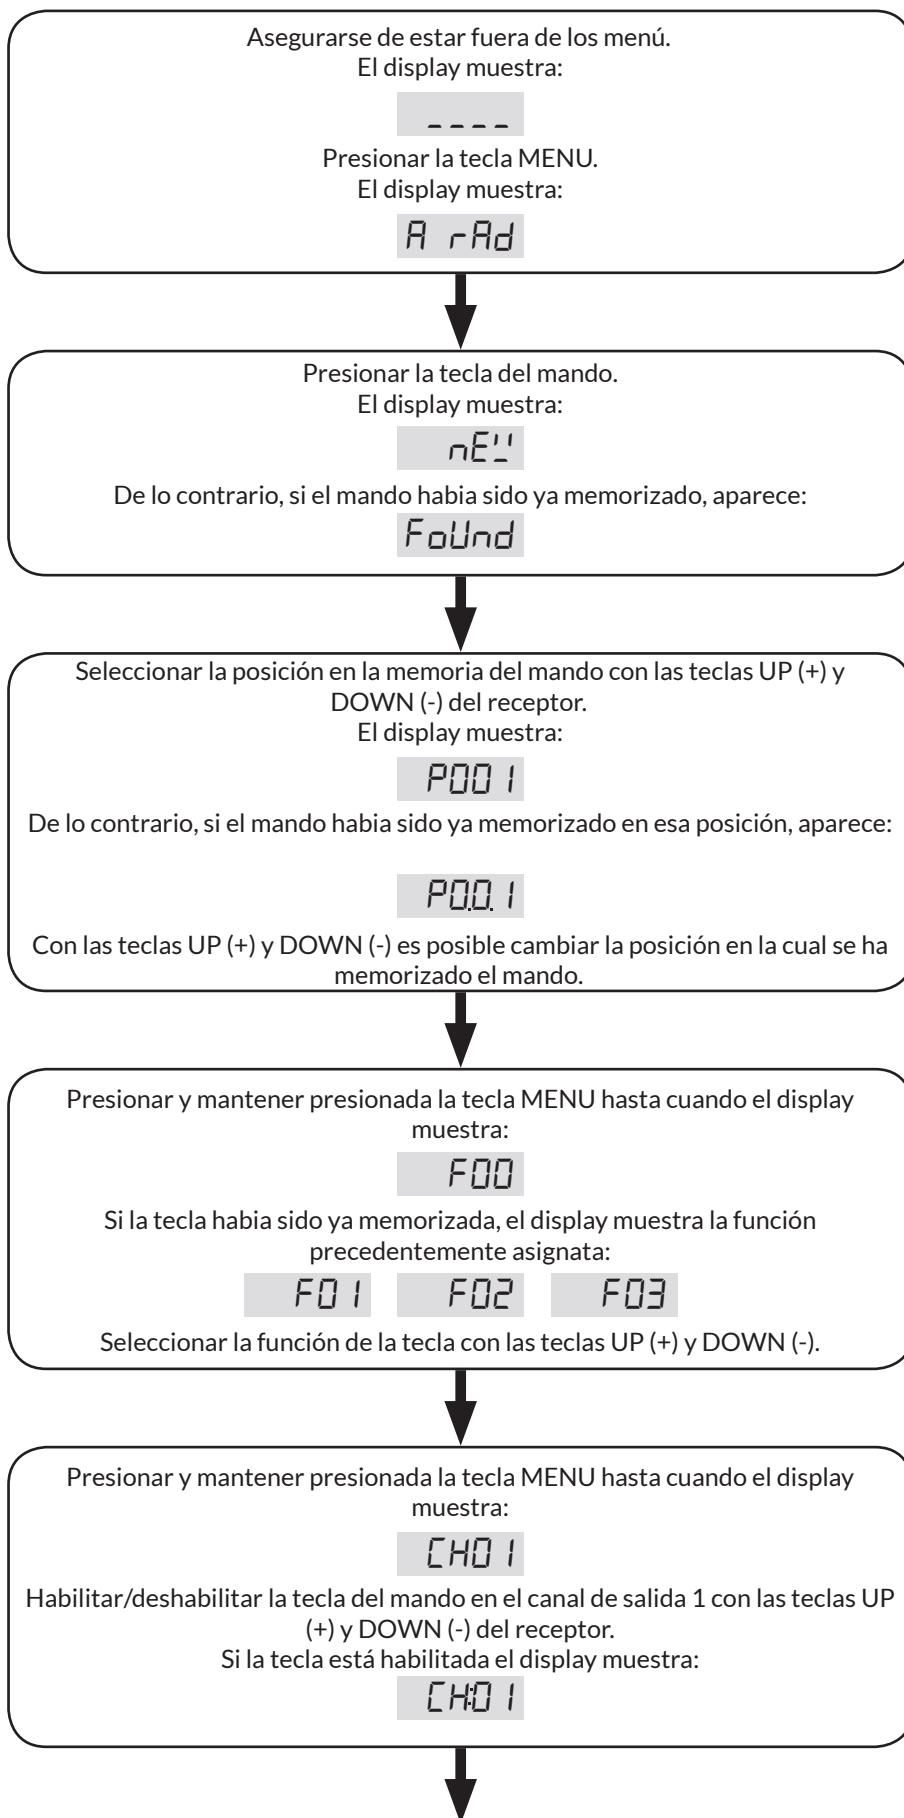 Asegurarse de estar fuera de los menú.
El display muestra:
_ _ _ _
Presionar la tecla MENU.
El display muestra:
A rAd
Presionar la tecla del mando.
El display muestra:
nEW
De lo contrario, si el mando habia sido ya memorizado, aparece:
FoUnd
Seleccionar la posición en la memoria del mando con las teclas UP (+) y
DOWN (-) del receptor.
El display muestra:
P001
De lo contrario, si el mando habia sido ya memorizado en esa posición, aparece:
P0.0.1
Con las teclas UP (+) y DOWN (-) es posible cambiar la posición en la cual se ha
memorizado el mando.
Presionar y mantener presionada la tecla MENU hasta cuando el display
muestra:
F00
Si la tecla habia sido ya memorizada, el display muestra la función
precedentemente asignata:
F01 F02 F03
Seleccionar la función de la tecla con las teclas UP (+) y DOWN (-).
Presionar y mantener presionada la tecla MENU hasta cuando el display
muestra:
CH01
Habilitar/deshabilitar la tecla del mando en el canal de salida 1 con las teclas UP
(+) y DOWN (-) del receptor.
Si la tecla está habilitada el display muestra:
CH:01